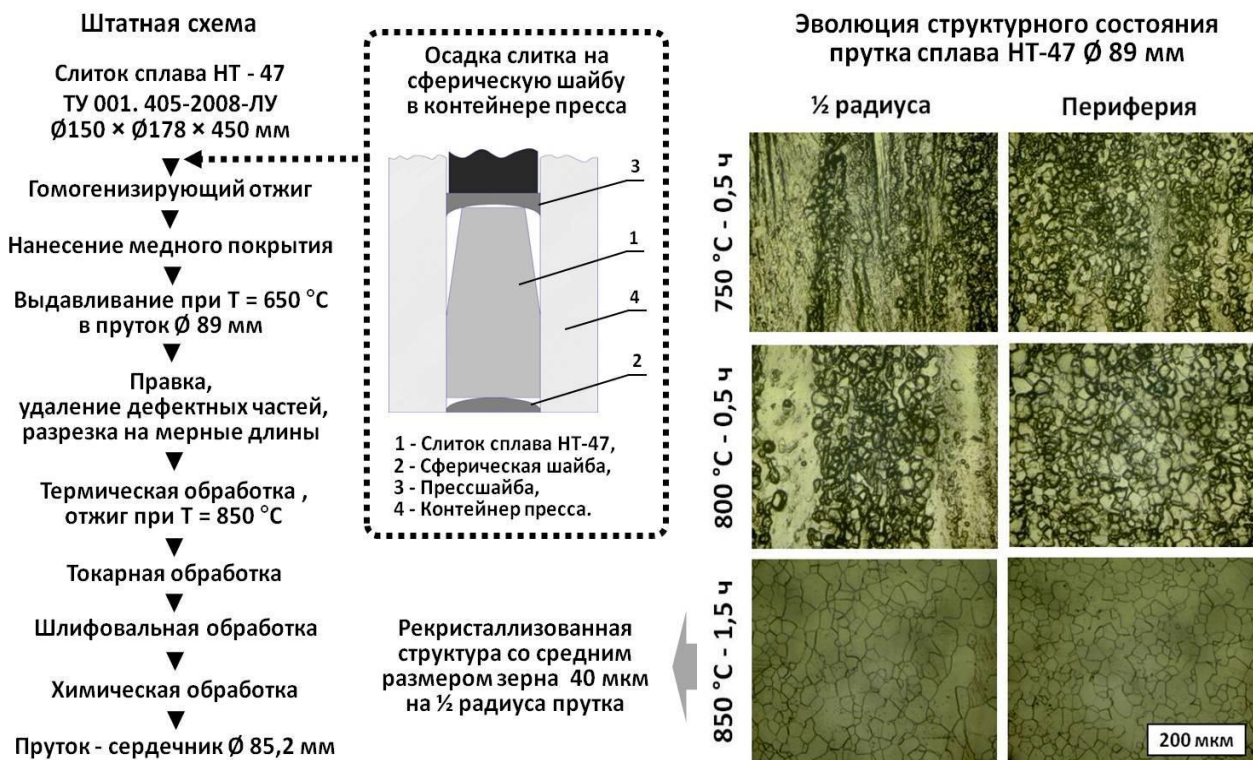 Штатная схема
Слиток сплава НТ - 47
ТУ 001. 405-2008-ЛУ
Ø150 × Ø178 × 450 мм
Гомогенизирующий отжиг
Нанесение медного покрытия
Выдавливание при Т = 650 °С
в пруток Ø 89 мм
Правка,
удаление дефектных частей,
разрезка на мерные длины
Термическая обработка ,
отжиг при Т = 850 °С
Токарная обработка
Шлифовальная обработка
Химическая обработка
Пруток - сердечник Ø 85,2 мм
Осадка слитка на
сферическую шайбу
в контейнере пресса
3
1
4
2
1 - Слиток сплава НТ-47,
2 - Сферическая шайба,
3 - Прессшайба,
4 - Контейнер пресса.
Рекристаллизованная
структура со средним
размером зерна 40 мкм
на ½ радиуса прутка
Эволюция структурного состояния
прутка сплава НТ-47 Ø 89 мм
½ радиуса
Периферия
750 °С - 0,5 ч
800 °С - 0,5 ч
850 °С - 1,5 ч
200 мкм